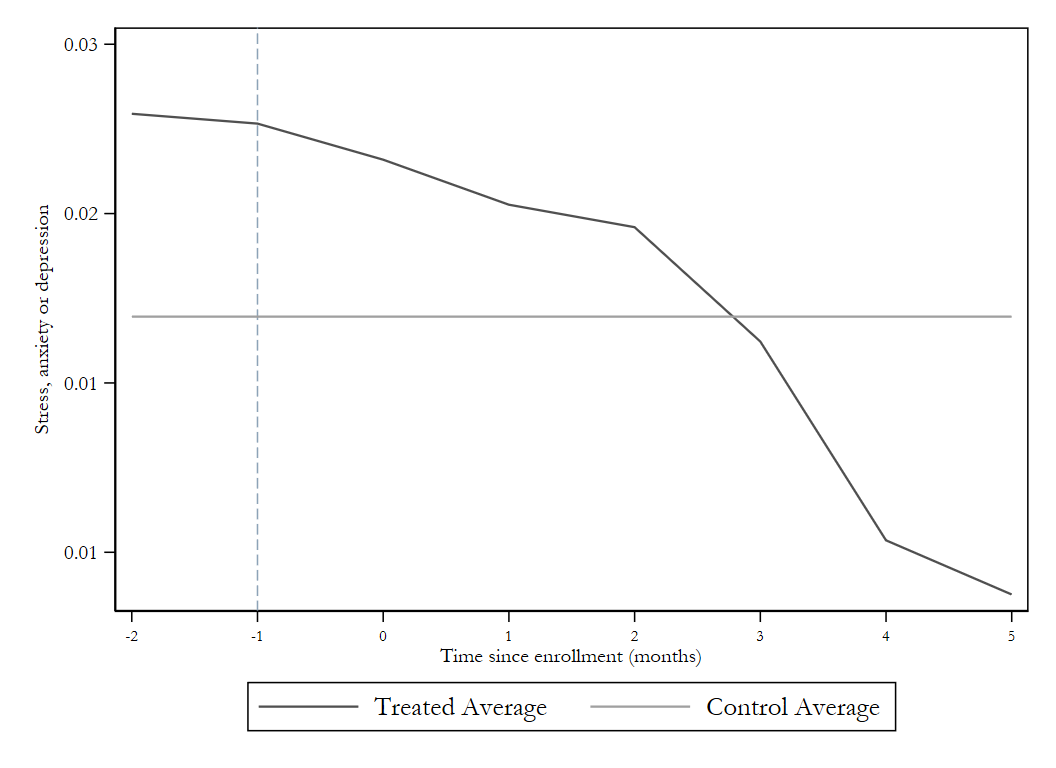 0.03
0.02
0.01
0.01
Stress, anxiety or depression
-2 -1 0 1 2 3 4 5
Time since enrollment (months)
Treated Average Control Average